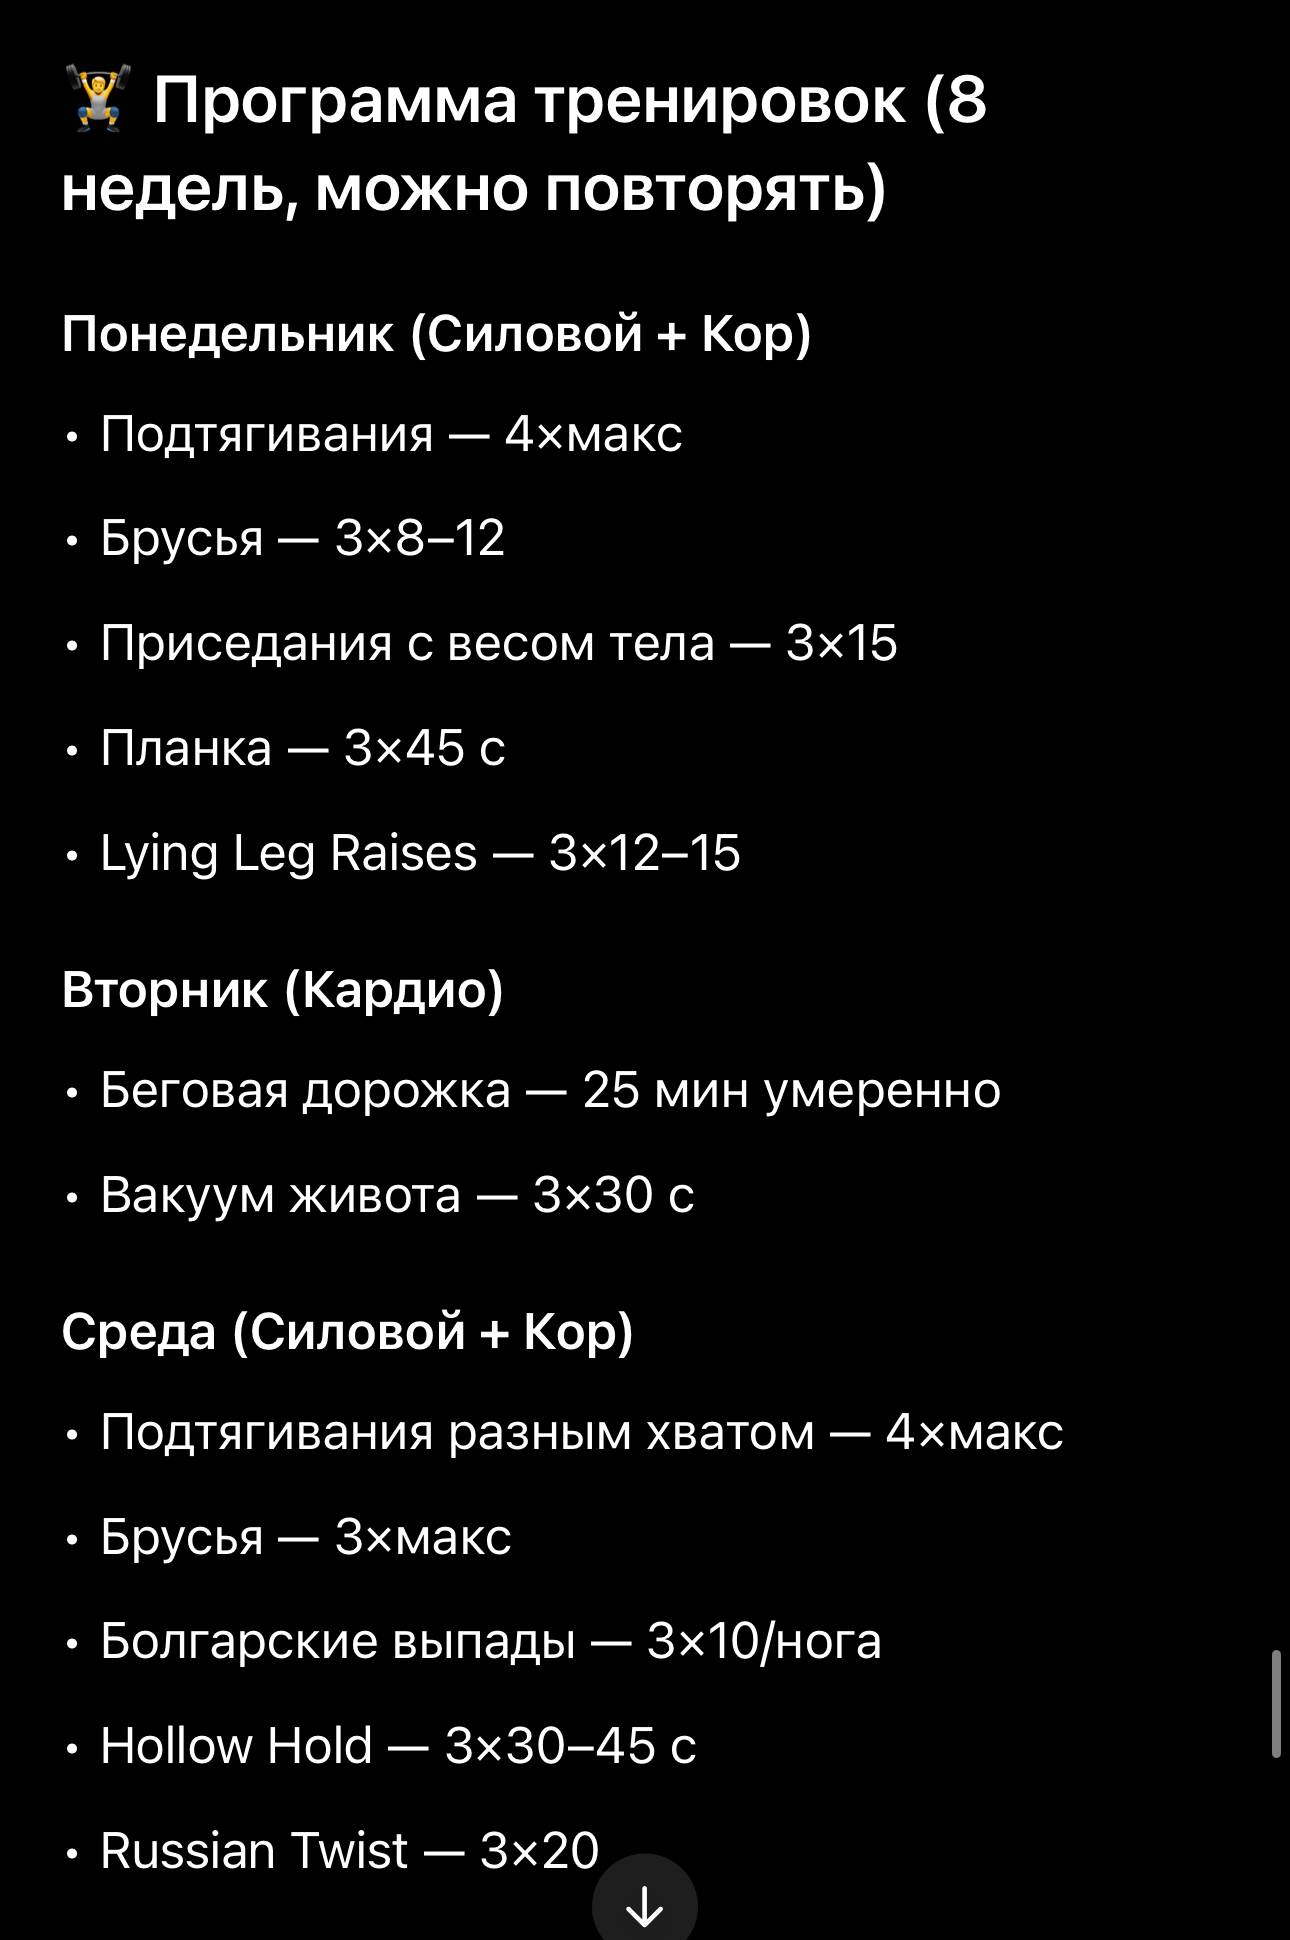 🏋️ Программа тренировок (8
недель, можно повторять)
Понедельник (Силовой + Кор)
• Подтягивания — 4×макс
• Брусья — 3×8–12
• Приседания с весом тела — 3×15
• Планка — 3×45 с
• Lying Leg Raises — 3×12–15
Вторник (Кардио)
• Беговая дорожка — 25 мин умеренно
• Вакуум живота — 3×30 с
Среда (Силовой + Кор)
• Подтягивания разным хватом — 4×макс
• Брусья — 3×макс
• Болгарские выпады — 3×10/нога
• Hollow Hold — 3×30–45 с
• Russian Twist — 3×20